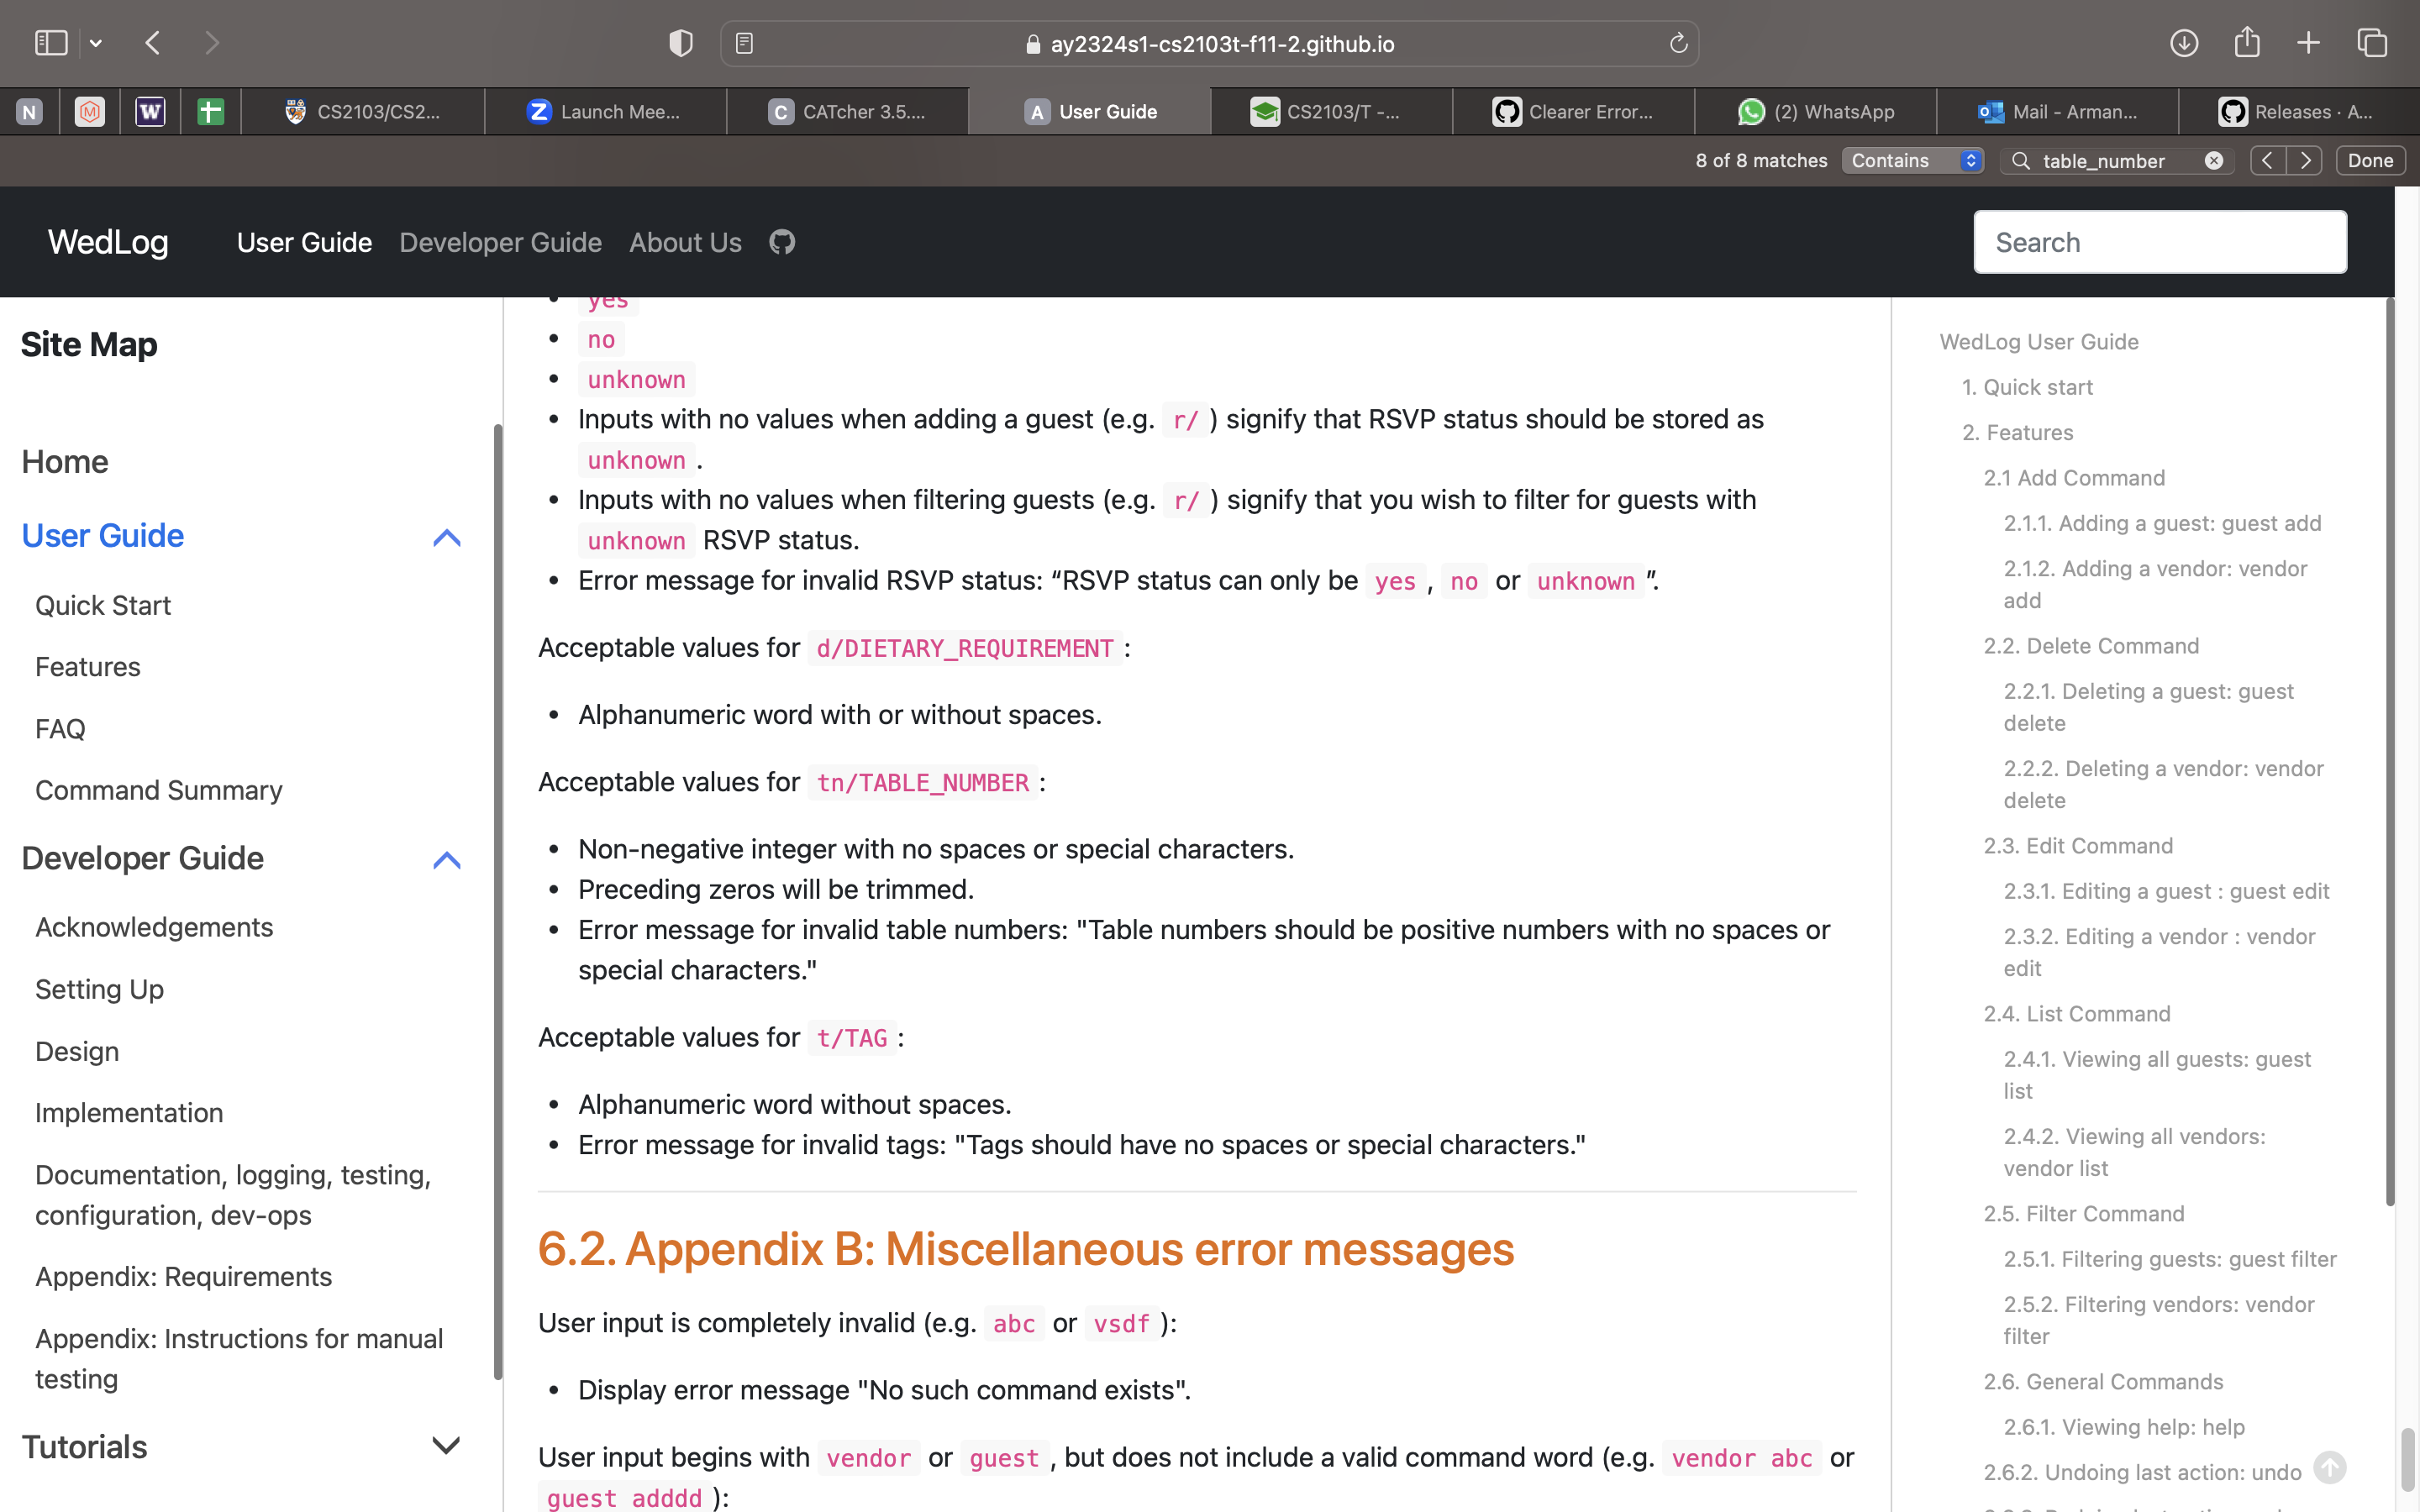 ay2324s1-cs2103t-f11-2.github.io
N
W
CS2103/CS2...
Z Launch Mee...
C CATcher 3.5....
A User Guide
CS2103/T -...
Clearer Error...
(2) WhatsApp
Mail - Arman...
Releases · A...
8 of 8 matches
Contains
table_number
Done
WedLog
User Guide
Developer Guide
About Us
Search
Site Map
Home
User Guide
Quick Start
Features
FAQ
Command Summary
Developer Guide
Acknowledgements
Setting Up
Design
Implementation
Documentation, logging, testing,
configuration, dev-ops
Appendix: Requirements
Appendix: Instructions for manual
testing
Tutorials
• yes
• no
• unknown
• Inputs with no values when adding a guest (e.g. r/ ) signify that RSVP status should be stored as
unknown .
• Inputs with no values when filtering guests (e.g. r/ ) signify that you wish to filter for guests with
unknown RSVP status.
• Error message for invalid RSVP status: “RSVP status can only be yes , no or unknown ”.
Acceptable values for d/DIETARY_REQUIREMENT :
• Alphanumeric word with or without spaces.
Acceptable values for tn/TABLE_NUMBER :
• Non-negative integer with no spaces or special characters.
• Preceding zeros will be trimmed.
• Error message for invalid table numbers: "Table numbers should be positive numbers with no spaces or
special characters."
Acceptable values for t/TAG :
• Alphanumeric word without spaces.
• Error message for invalid tags: "Tags should have no spaces or special characters."
6.2. Appendix B: Miscellaneous error messages
User input is completely invalid (e.g. abc or vsdf ):
• Display error message "No such command exists".
User input begins with vendor or guest , but does not include a valid command word (e.g. vendor abc or
guest adddd ):
WedLog User Guide
1. Quick start
2. Features
2.1 Add Command
2.1.1. Adding a guest: guest add
2.1.2. Adding a vendor: vendor
add
2.2. Delete Command
2.2.1. Deleting a guest: guest
delete
2.2.2. Deleting a vendor: vendor
delete
2.3. Edit Command
2.3.1. Editing a guest : guest edit
2.3.2. Editing a vendor : vendor
edit
2.4. List Command
2.4.1. Viewing all guests: guest
list
2.4.2. Viewing all vendors:
vendor list
2.5. Filter Command
2.5.1. Filtering guests: guest filter
2.5.2. Filtering vendors: vendor
filter
2.6. General Commands
2.6.1. Viewing help: help
2.6.2. Undoing last action: undo